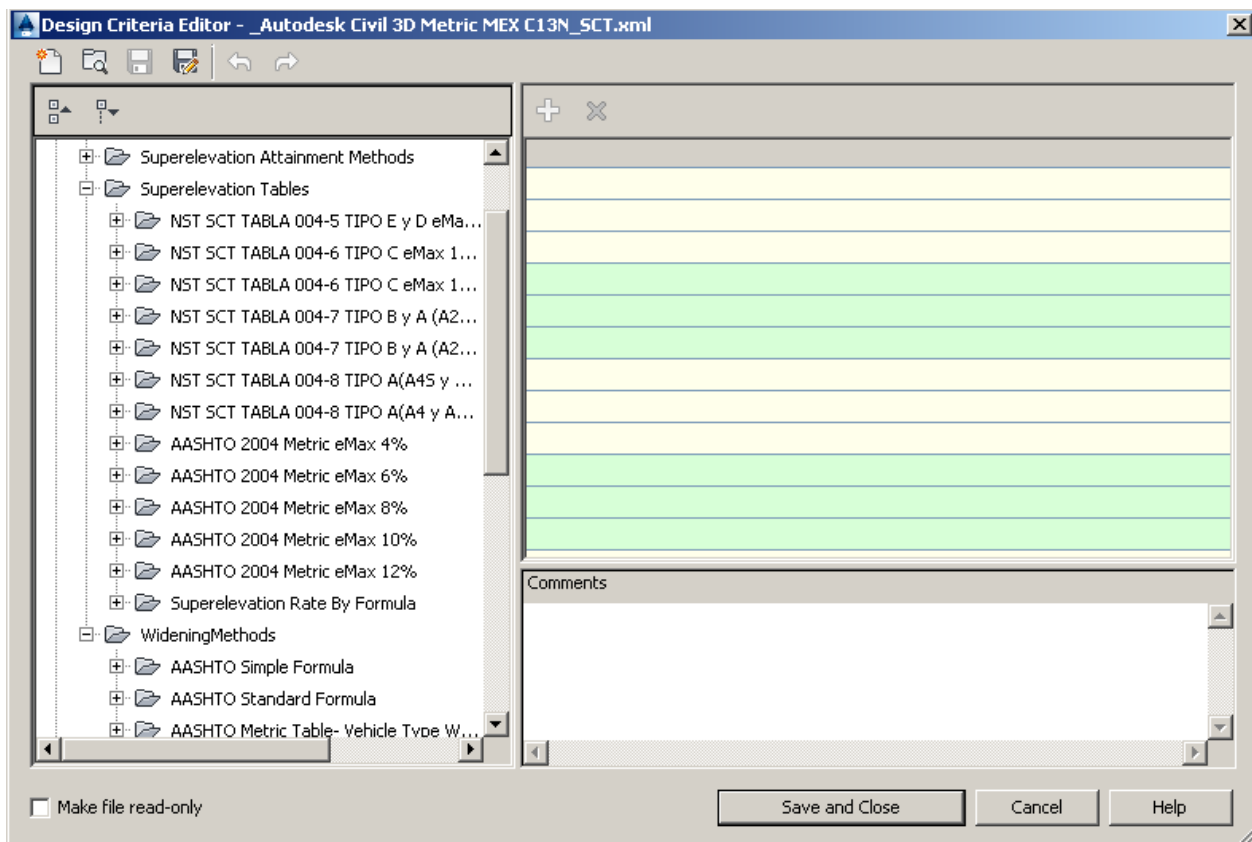 Design Criteria Editor - _Autodesk Civil 3D Metric MEX C13N_SCT.xml
Superelevation Attainment Methods
Superelevation Tables
NST SCT TABLA 004-5 TIPO E y D eMa...
NST SCT TABLA 004-6 TIPO C eMax 1...
NST SCT TABLA 004-6 TIPO C eMax 1...
NST SCT TABLA 004-7 TIPO B y A (A2...
NST SCT TABLA 004-7 TIPO B y A (A2...
NST SCT TABLA 004-8 TIPO A(A4S y ...
NST SCT TABLA 004-8 TIPO A(A4 y A...
AASHTO 2004 Metric eMax 4%
AASHTO 2004 Metric eMax 6%
AASHTO 2004 Metric eMax 8%
AASHTO 2004 Metric eMax 10%
AASHTO 2004 Metric eMax 12%
Superelevation Rate By Formula
WideningMethods
AASHTO Simple Formula
AASHTO Standard Formula
AASHTO Metric Table- Vehicle Type W...
Comments
Make file read-only
Save and Close
Cancel
Help